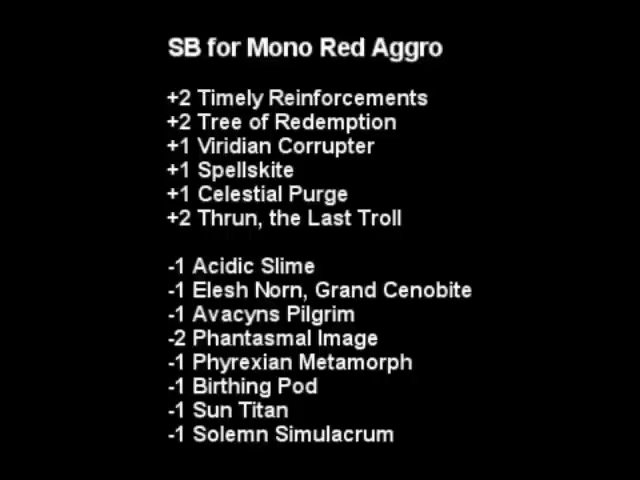 SB for Mono Red Aggro
+2 Timely Reinforcements
+2 Tree of Redemption
+1 Viridian Corrupter
+1 Spellskite
+1 Celestial Purge
+2 Thrun, the Last Troll
-1 Acidic Slime
-1 Elesh Norn, Grand Cenobite
-1 Avacyns Pilgrim
-2 Phantasmal Image
-1 Phyrexian Metamorph
-1 Birthing Pod
-1 Sun Titan
-1 Solemn Simulacrum